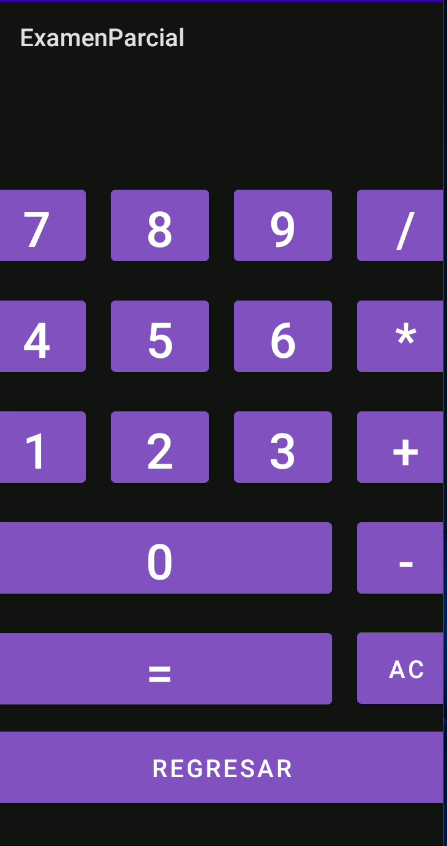 ExamenParcial
7 8 9 /
4 5 6 *
1 2 3 +
0 -
= AC
REGRESAR